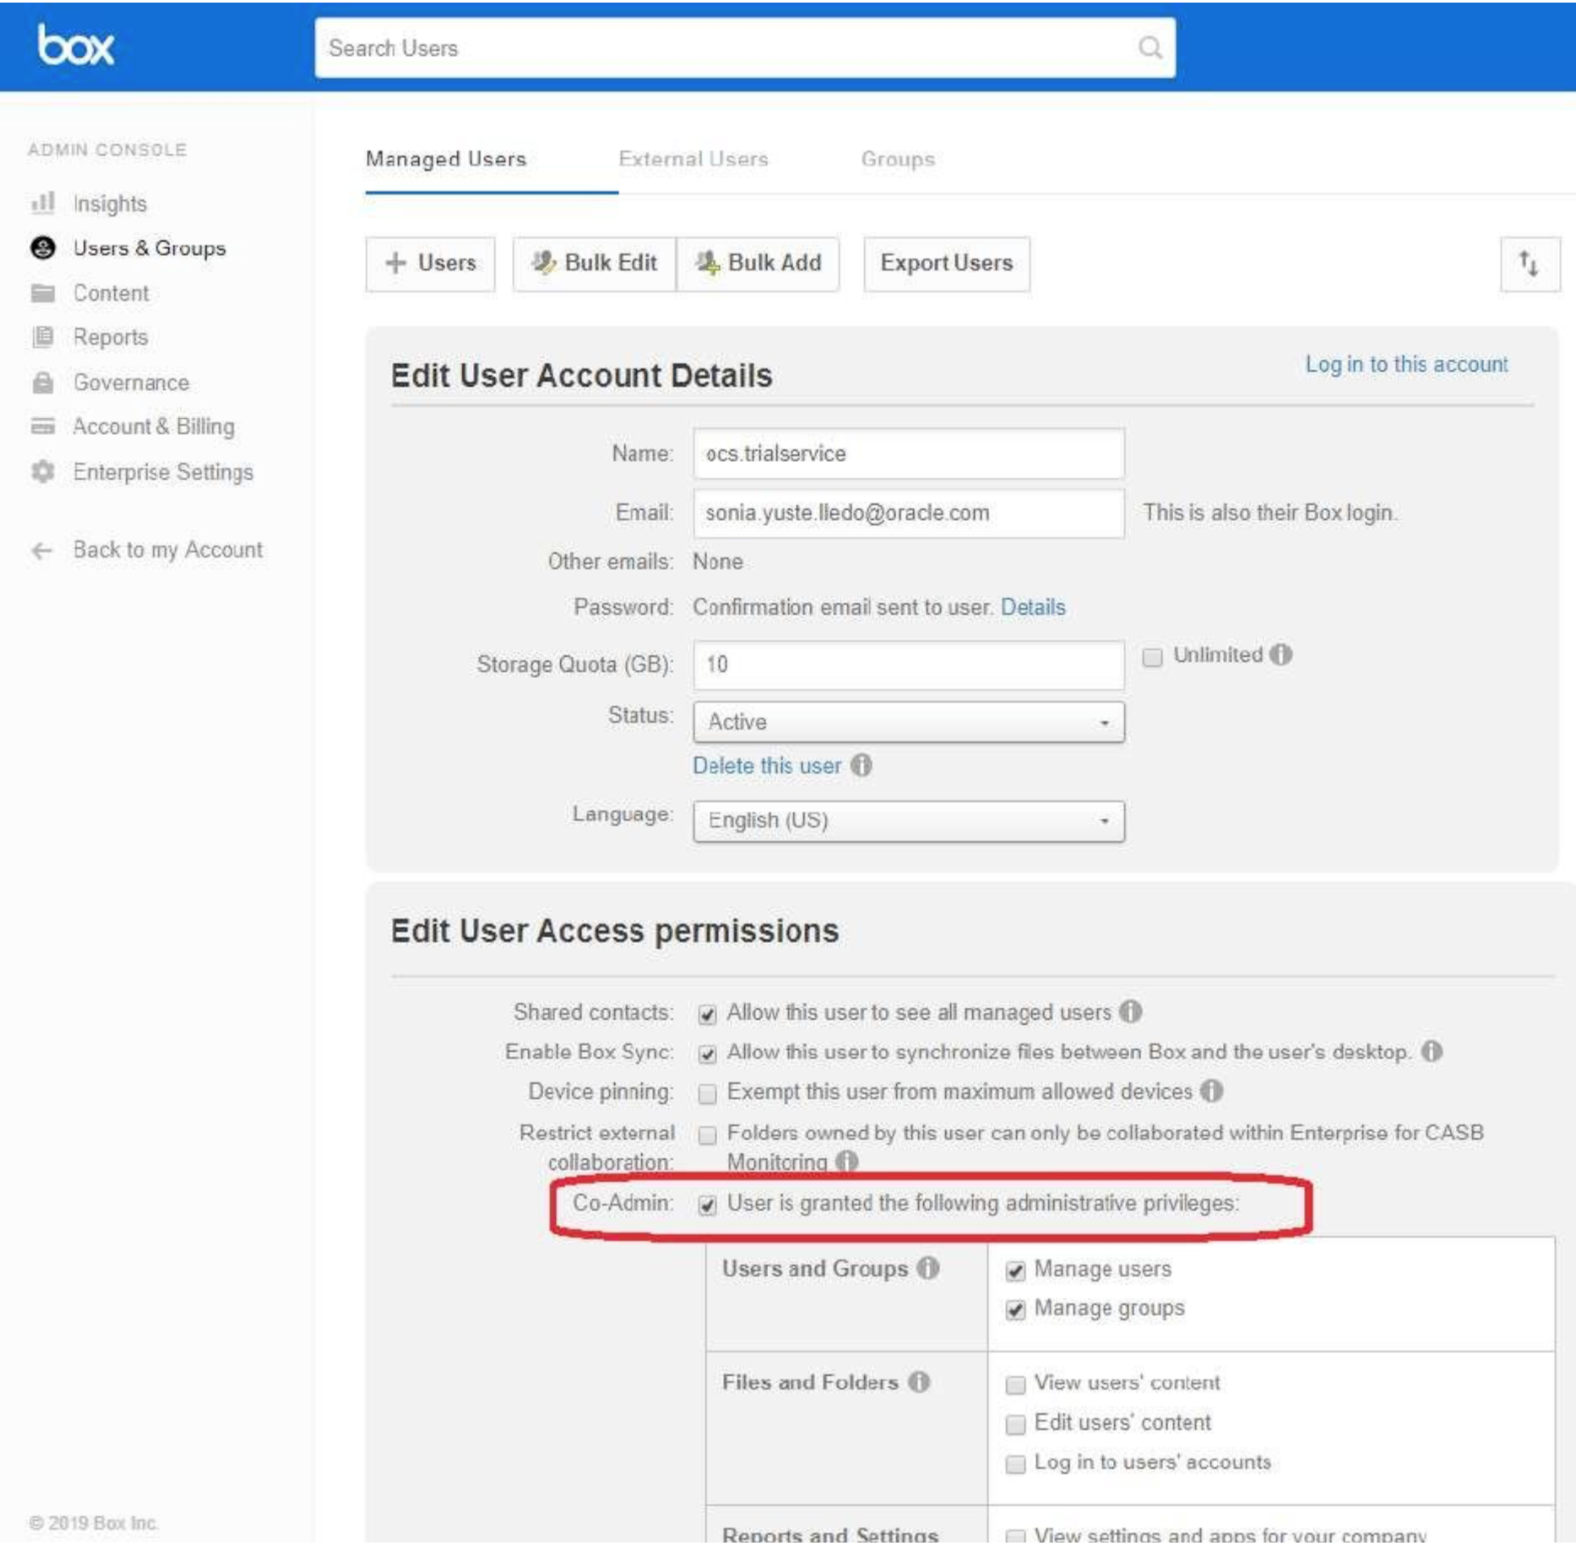 box
Search Users
ADMIN CONSOLE
Insights
Users & Groups
Content
Reports
Governance
Account & Billing
Enterprise Settings
Back to my Account
Managed Users
External Users
Groups
Users
Bulk Edit
Bulk Add
Export Users
Edit User Account Details
Log in to this account
Name: ocs.trialservice
Email: sonia.yuste.lledo@oracle.com This is also their Box login.
Other emails: None
Password: Confirmation email sent to user. Details
Storage Quota (GB): 10 Unlimited
Status: Active
Delete this user
Language: English (US)
Edit User Access permissions
Shared contacts: Allow this user to see all managed users
Enable Box Sync: Allow this user to synchronize files between Box and the user's desktop.
Device pinning: Exempt this user from maximum allowed devices
Restrict external collaboration: Folders owned by this user can only be collaborated within Enterprise for CASB
Monitoring
Co-Admin: User is granted the following administrative privileges:
Users and Groups
Manage users
Manage groups
Files and Folders
View users' content
Edit users' content
Log in to users' accounts
Reports and Settings
View settings and apps for your company
© 2019 Box Inc.